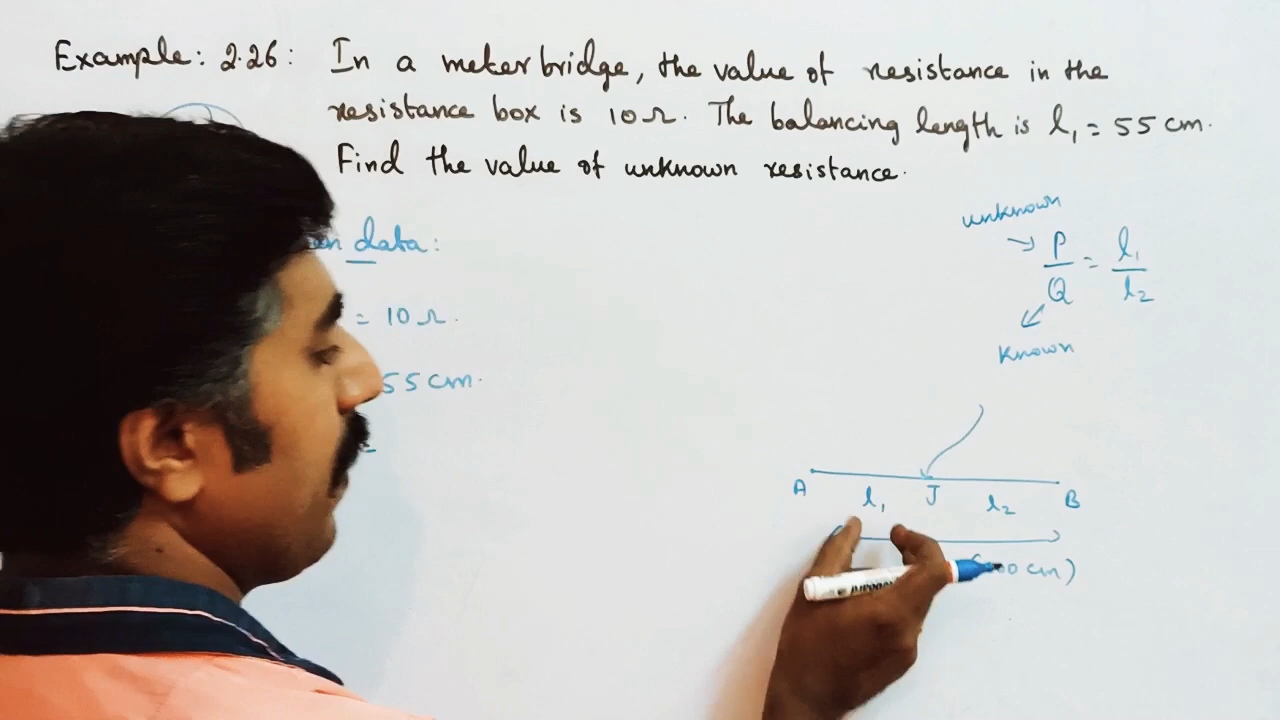 Example: 2.26: In a meter bridge, the value of resistance in the
resistance box is 10Ω. The balancing length is l₁ = 55 cm.
Find the value of unknown resistance.
data:
= 10 Ω.
55 cm.
=
unknown
P/Q = l₁/l₂
Known
A l₁ J l₂ B
cm)